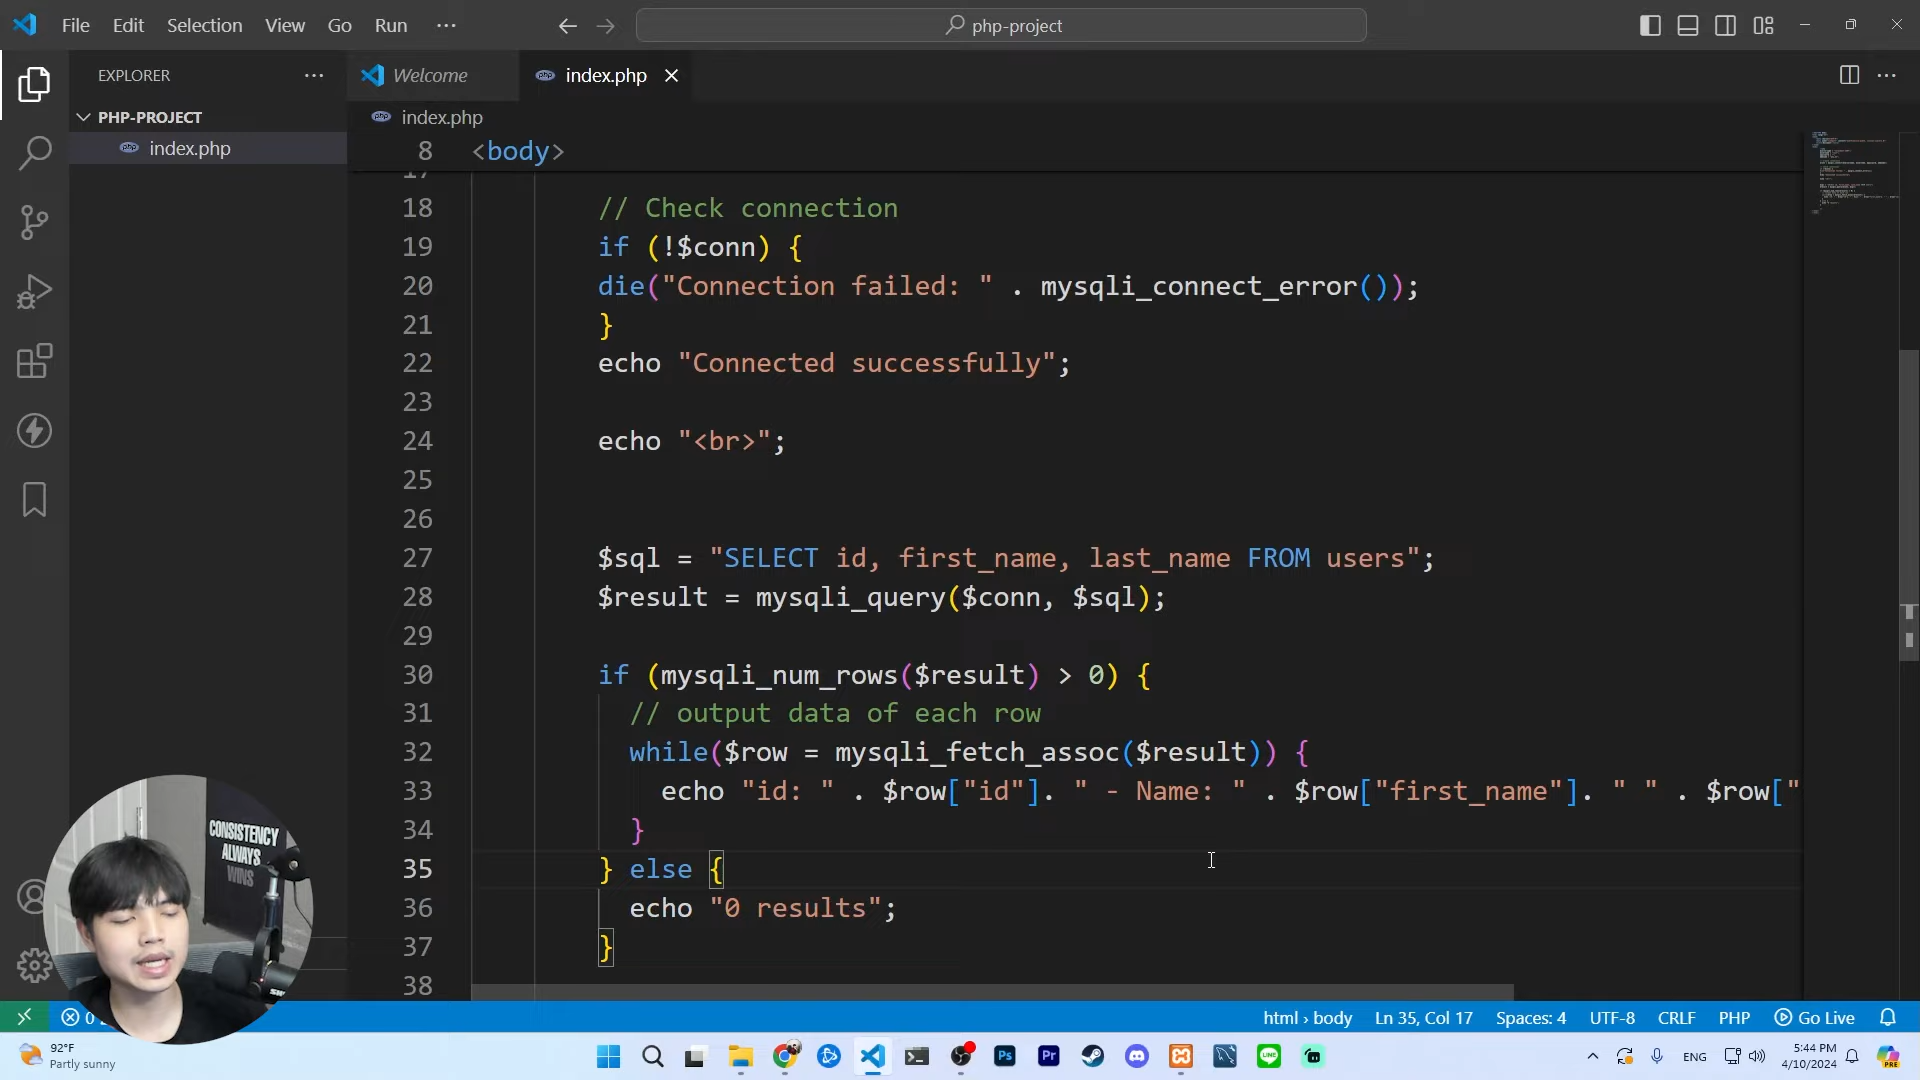 File Edit Selection View Go Run ···
php-project
EXPLORER
Welcome
index.php
PHP-PROJECT
index.php
index.php
8 <body>
17
18 // Check connection
19 if (!$conn) {
20 die("Connection failed: " . mysqli_connect_error());
21 }
22 echo "Connected successfully";
23
24 echo "<br>";
25
26
27 $sql = "SELECT id, first_name, last_name FROM users";
28 $result = mysqli_query($conn, $sql);
29
30 if (mysqli_num_rows($result) > 0) {
31 // output data of each row
32 while($row = mysqli_fetch_assoc($result)) {
33 echo "id: " . $row["id"]. " - Name: " . $row["first_name"]. " " . $row["
34 }
35 } else {
36 echo "0 results";
37 }
38
CONSISTENCY
ALWAYS
WINS
0
html › body
Ln 35, Col 17
Spaces: 4
UTF-8
CRLF
PHP
Go Live
92°F
Partly sunny
Ps
Pr
LINE
ENG
5:44 PM
4/10/2024
PRE